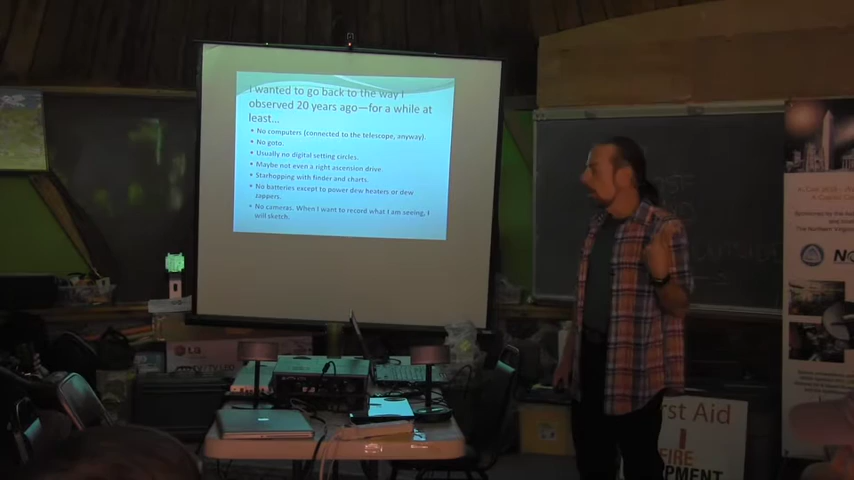 I wanted to go back to the way I
observed 20 years ago—for a while at
least…
• No computers (connected to the telescope, anyway).
• No goto.
• Usually no digital setting circles.
• Maybe not even a right ascension drive
• Starhopping with finder and charts.
• No batteries except to power dew heaters or dew
zappers.
• No cameras. When I want to record what I am seeing, I
will sketch.
LG
rst Aid
FIRE
PMENT